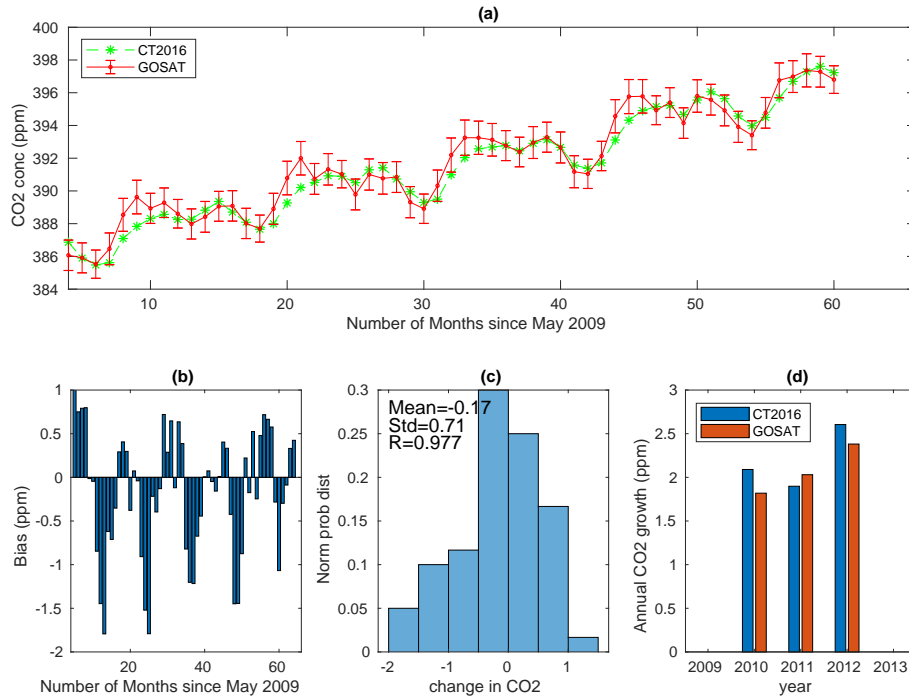 (a)
400
398
396
394
392
390
388
386
384
CO2 conc (ppm)
CT2016
GOSAT
10 20 30 40 50 60
Number of Months since May 2009
(b)
1
0.5
0
-0.5
-1
-1.5
-2
Bias (ppm)
20 40 60
Number of Months since May 2009
(c)
0.3
0.25
0.2
0.15
0.1
0.05
0
Norm prob dist
Mean=-0.17
Std=0.71
R=0.977
-2 -1 0 1
change in CO2
(d)
3
2.5
2
1.5
1
0.5
0
Annual CO2 growth (ppm)
CT2016
GOSAT
2009 2010 2011 2012 2013
year